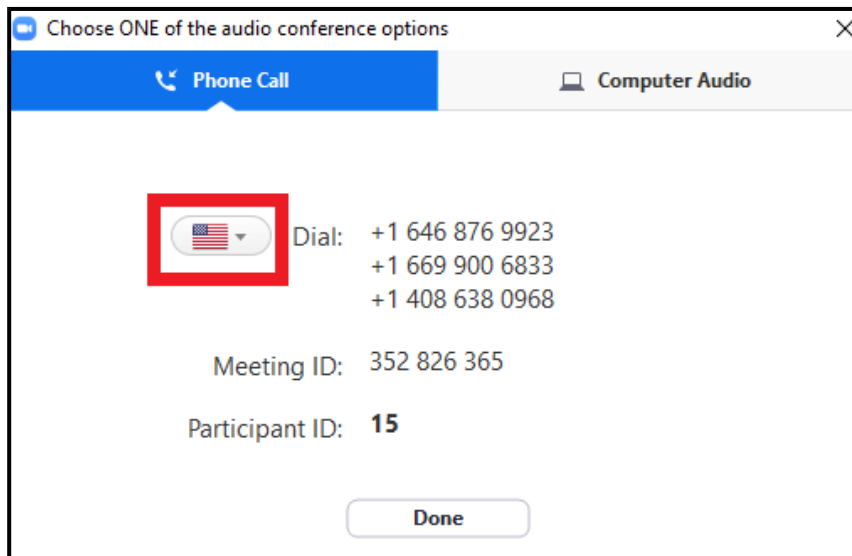 Choose ONE of the audio conference options
Phone Call
Computer Audio
Dial: +1 646 876 9923
+1 669 900 6833
+1 408 638 0968
Meeting ID: 352 826 365
Participant ID: 15
Done